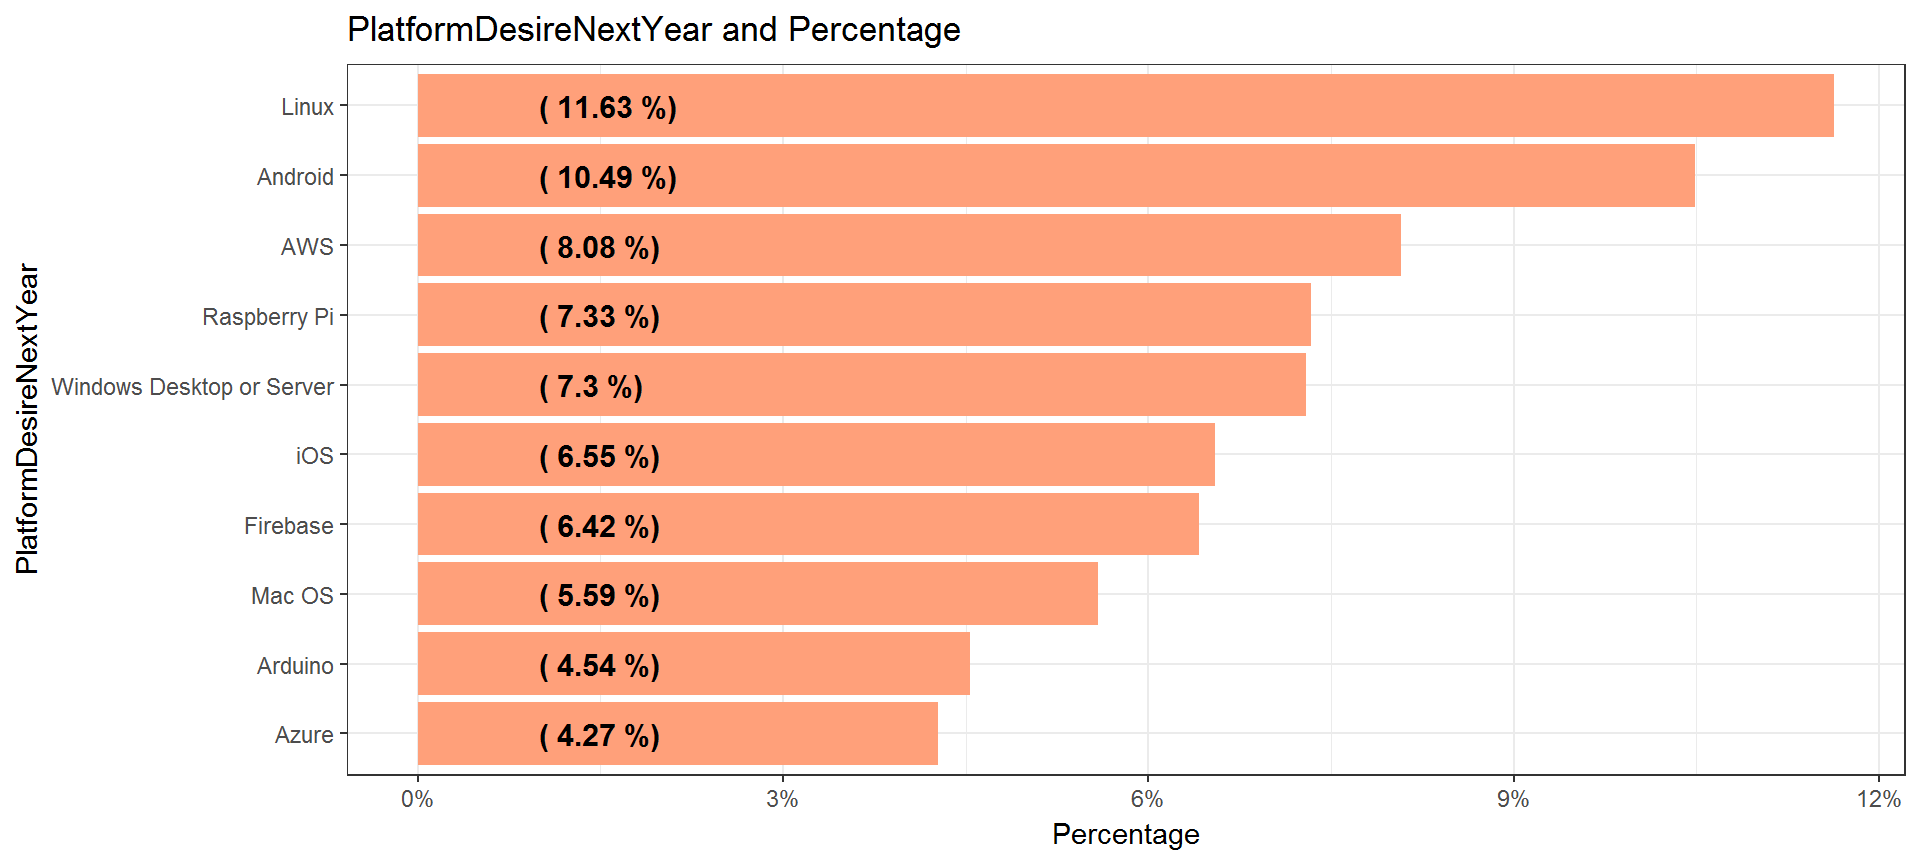 PlatformDesireNextYear and Percentage
PlatformDesireNextYear
Linux ( 11.63 %)
Android ( 10.49 %)
AWS ( 8.08 %)
Raspberry Pi ( 7.33 %)
Windows Desktop or Server ( 7.3 %)
iOS ( 6.55 %)
Firebase ( 6.42 %)
Mac OS ( 5.59 %)
Arduino ( 4.54 %)
Azure ( 4.27 %)
0% 3% 6% 9% 12%
Percentage